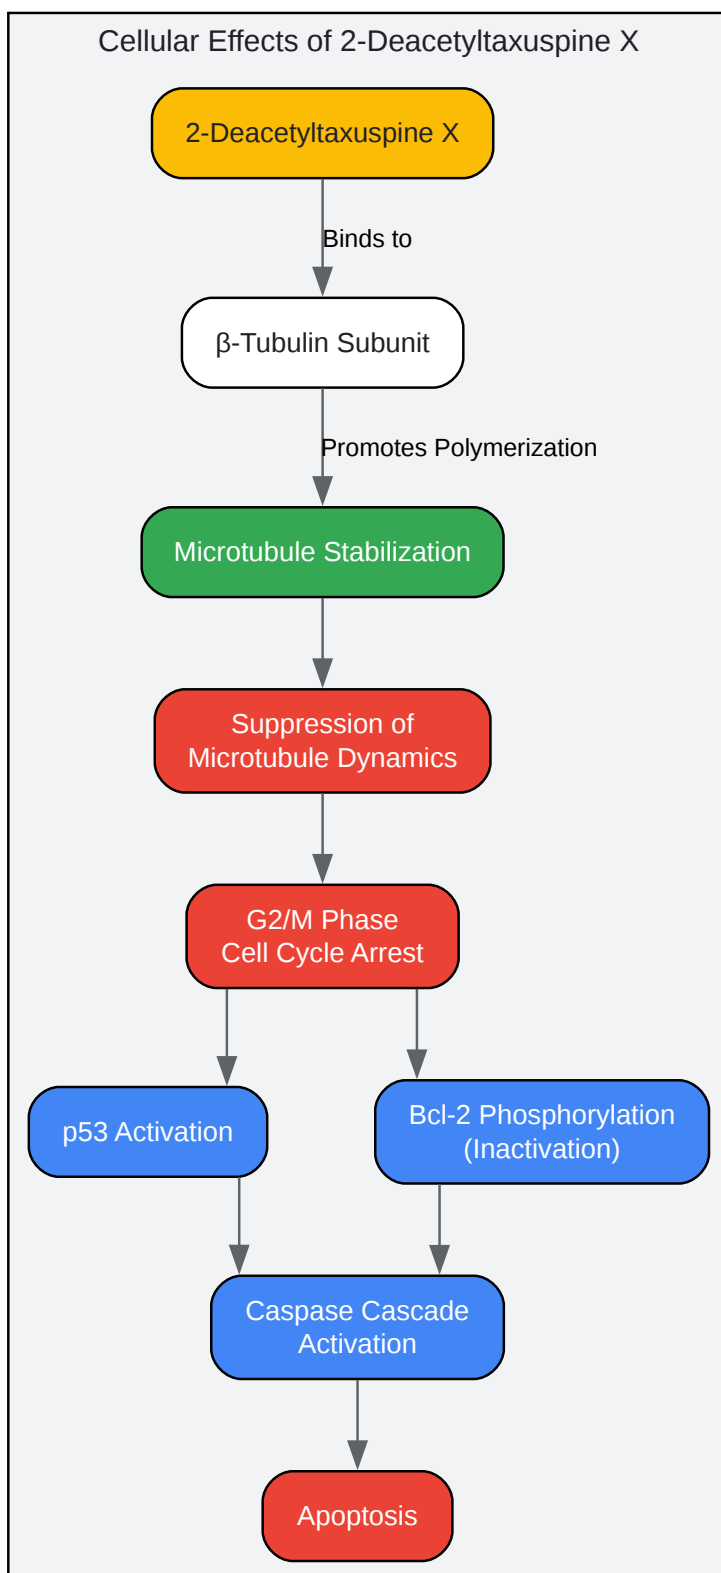 Cellular Effects of 2-Deacetyltaxuspine X
2-Deacetyltaxuspine X
Binds to
β-Tubulin Subunit
Promotes Polymerization
Microtubule Stabilization
Suppression of
Microtubule Dynamics
G2/M Phase
Cell Cycle Arrest
p53 Activation
Bcl-2 Phosphorylation
(Inactivation)
Caspase Cascade
Activation
Apoptosis